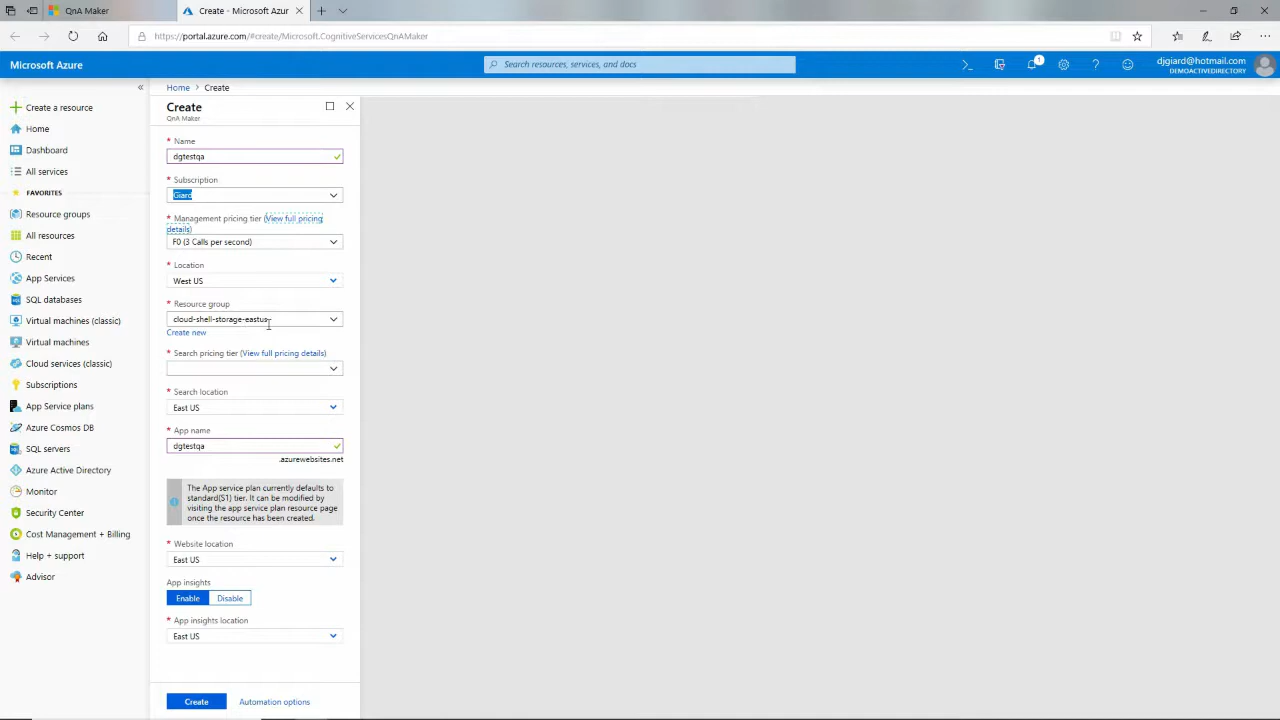 QnA Maker
Create - Microsoft Azur
https://portal.azure.com/#create/Microsoft.CognitiveServicesQnAMaker
Microsoft Azure
Search resources, services, and docs
1
djgiard@hotmail.com
DEMOACTIVEDIRECTORY
Create a resource
Home
Dashboard
All services
FAVORITES
Resource groups
All resources
Recent
App Services
SQL databases
Virtual machines (classic)
Virtual machines
Cloud services (classic)
Subscriptions
App Service plans
Azure Cosmos DB
SQL servers
Azure Active Directory
Monitor
Security Center
Cost Management + Billing
Help + support
Advisor
Home > Create
Create
QnA Maker
* Name
dgtestqa
* Subscription
Giard
* Management pricing tier (View full pricing
details)
F0 (3 Calls per second)
* Location
West US
* Resource group
cloud-shell-storage-eastus
Create new
* Search pricing tier (View full pricing details)
* Search location
East US
* App name
dgtestqa
.azurewebsites.net
The App service plan currently defaults to
standard(S1) tier. It can be modified by
visiting the app service plan resource page
once the resource has been created.
* Website location
East US
App insights
Enable Disable
* App insights location
East US
Create Automation options